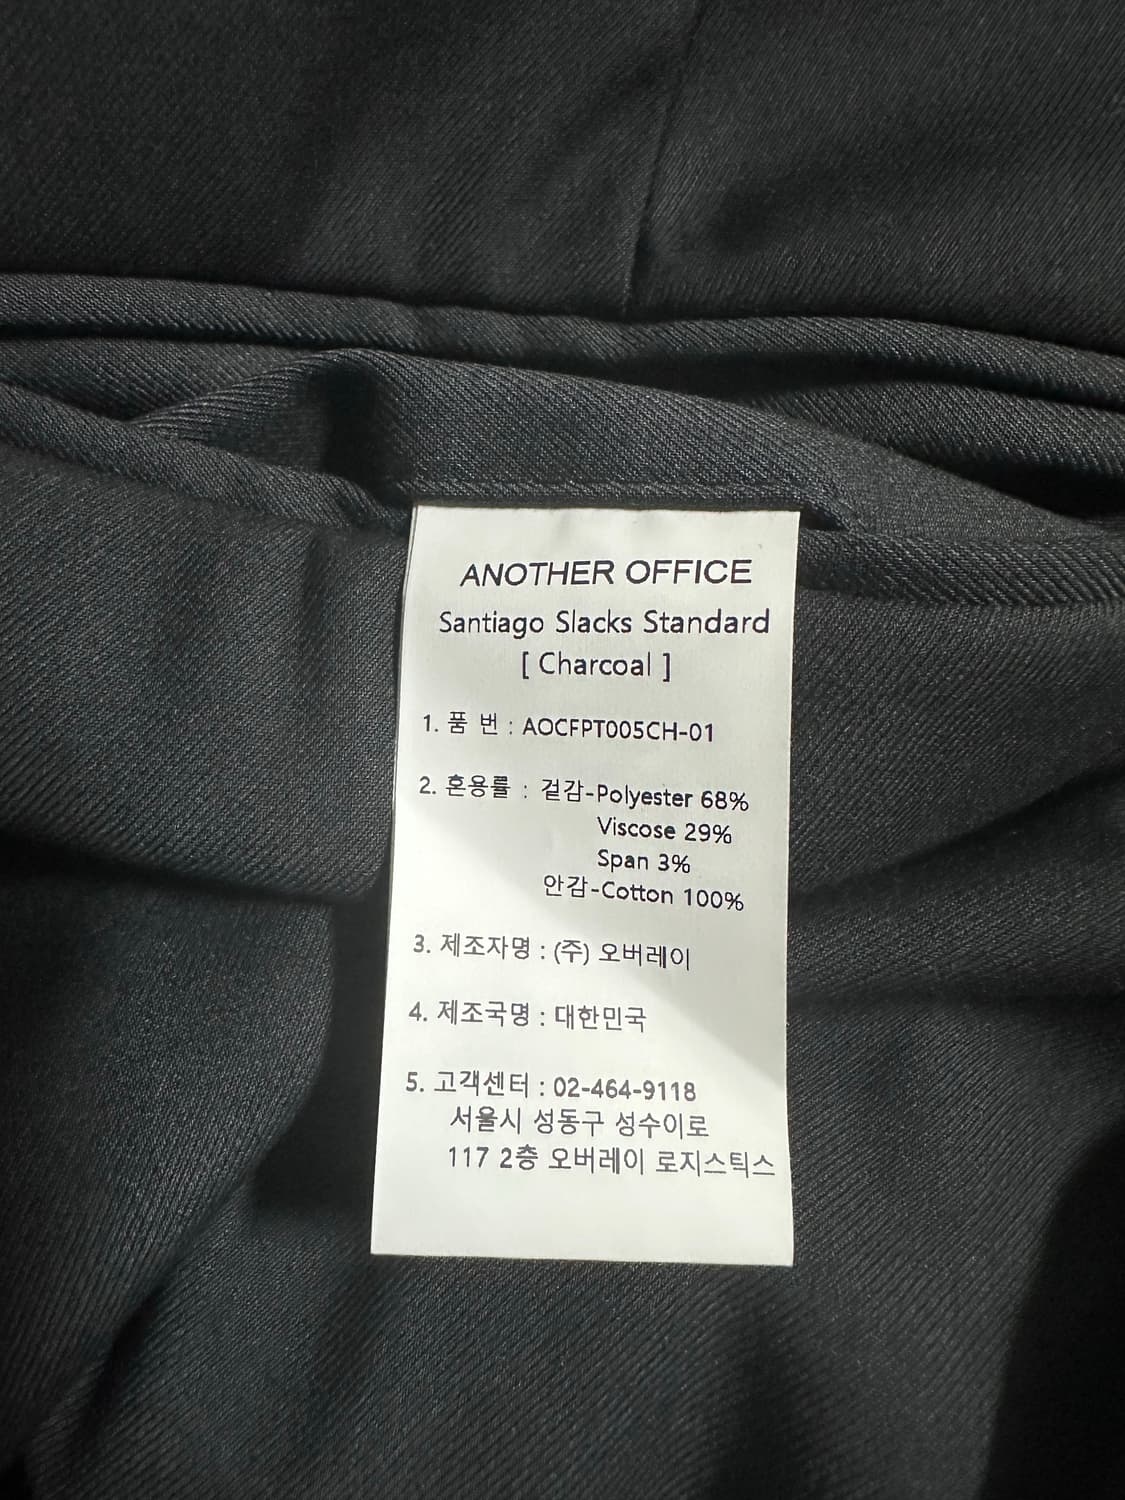 ANOTHER OFFICE
Santiago Slacks Standard
[ Charcoal ]
1. 품 번 : AOCFPT005CH-01
2. 혼용률 : 겉감-Polyester 68%
Viscose 29%
Span 3%
안감-Cotton 100%
3. 제조자명 : (주) 오버레이
4. 제조국명 : 대한민국
5. 고객센터 : 02-464-9118
서울시 성동구 성수이로
117 2층 오버레이 로지스틱스